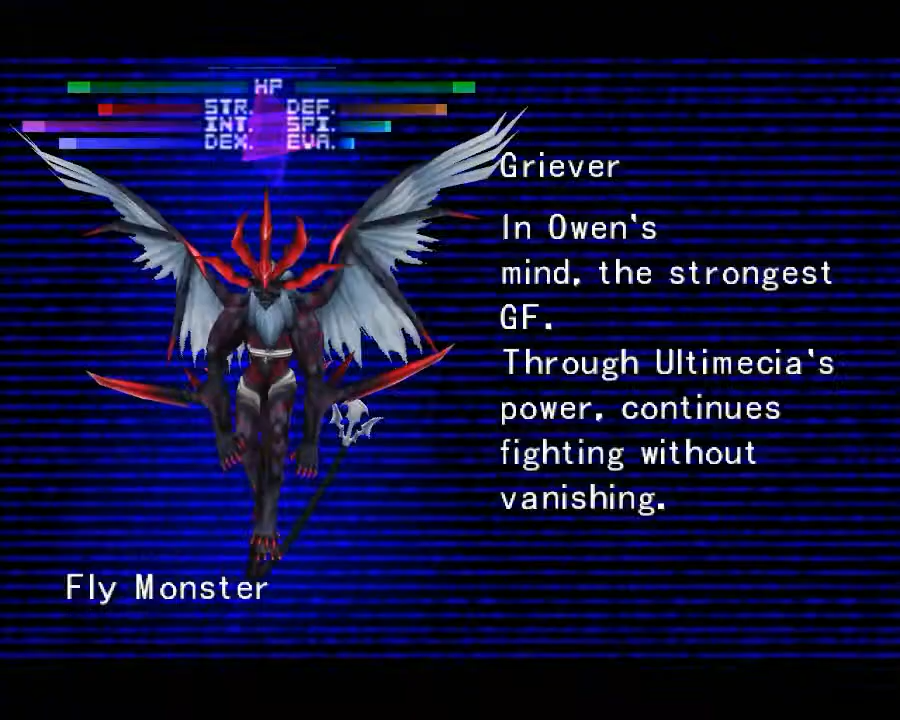 HP
STR. DEF.
INT. SPI.
DEX. EVA.
Griever
In Owen's
mind, the strongest
GF.
Through Ultimecia's
power, continues
fighting without
vanishing.
Fly Monster